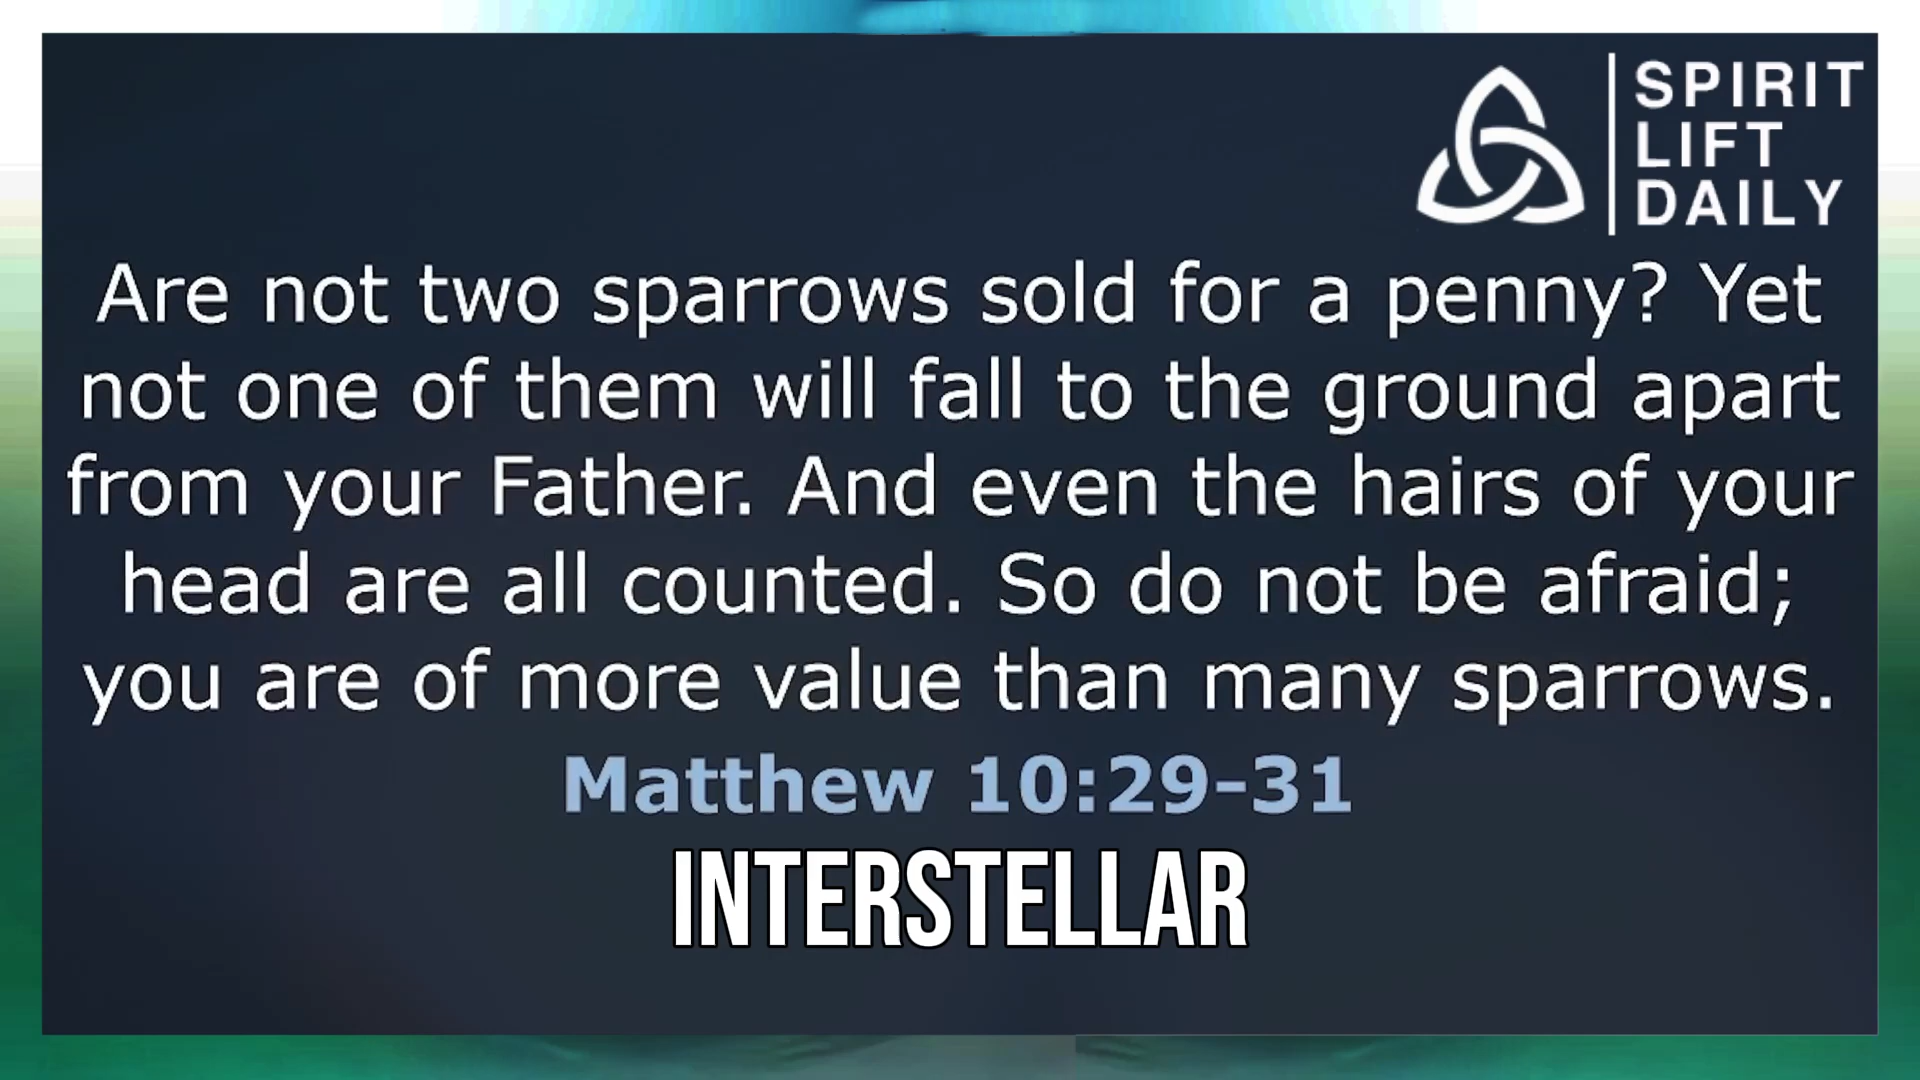 SPIRIT
LIFT
DAILY
Are not two sparrows sold for a penny? Yet
not one of them will fall to the ground apart
from your Father. And even the hairs of your
head are all counted. So do not be afraid;
you are of more value than many sparrows.
Matthew 10:29-31
INTERSTELLAR